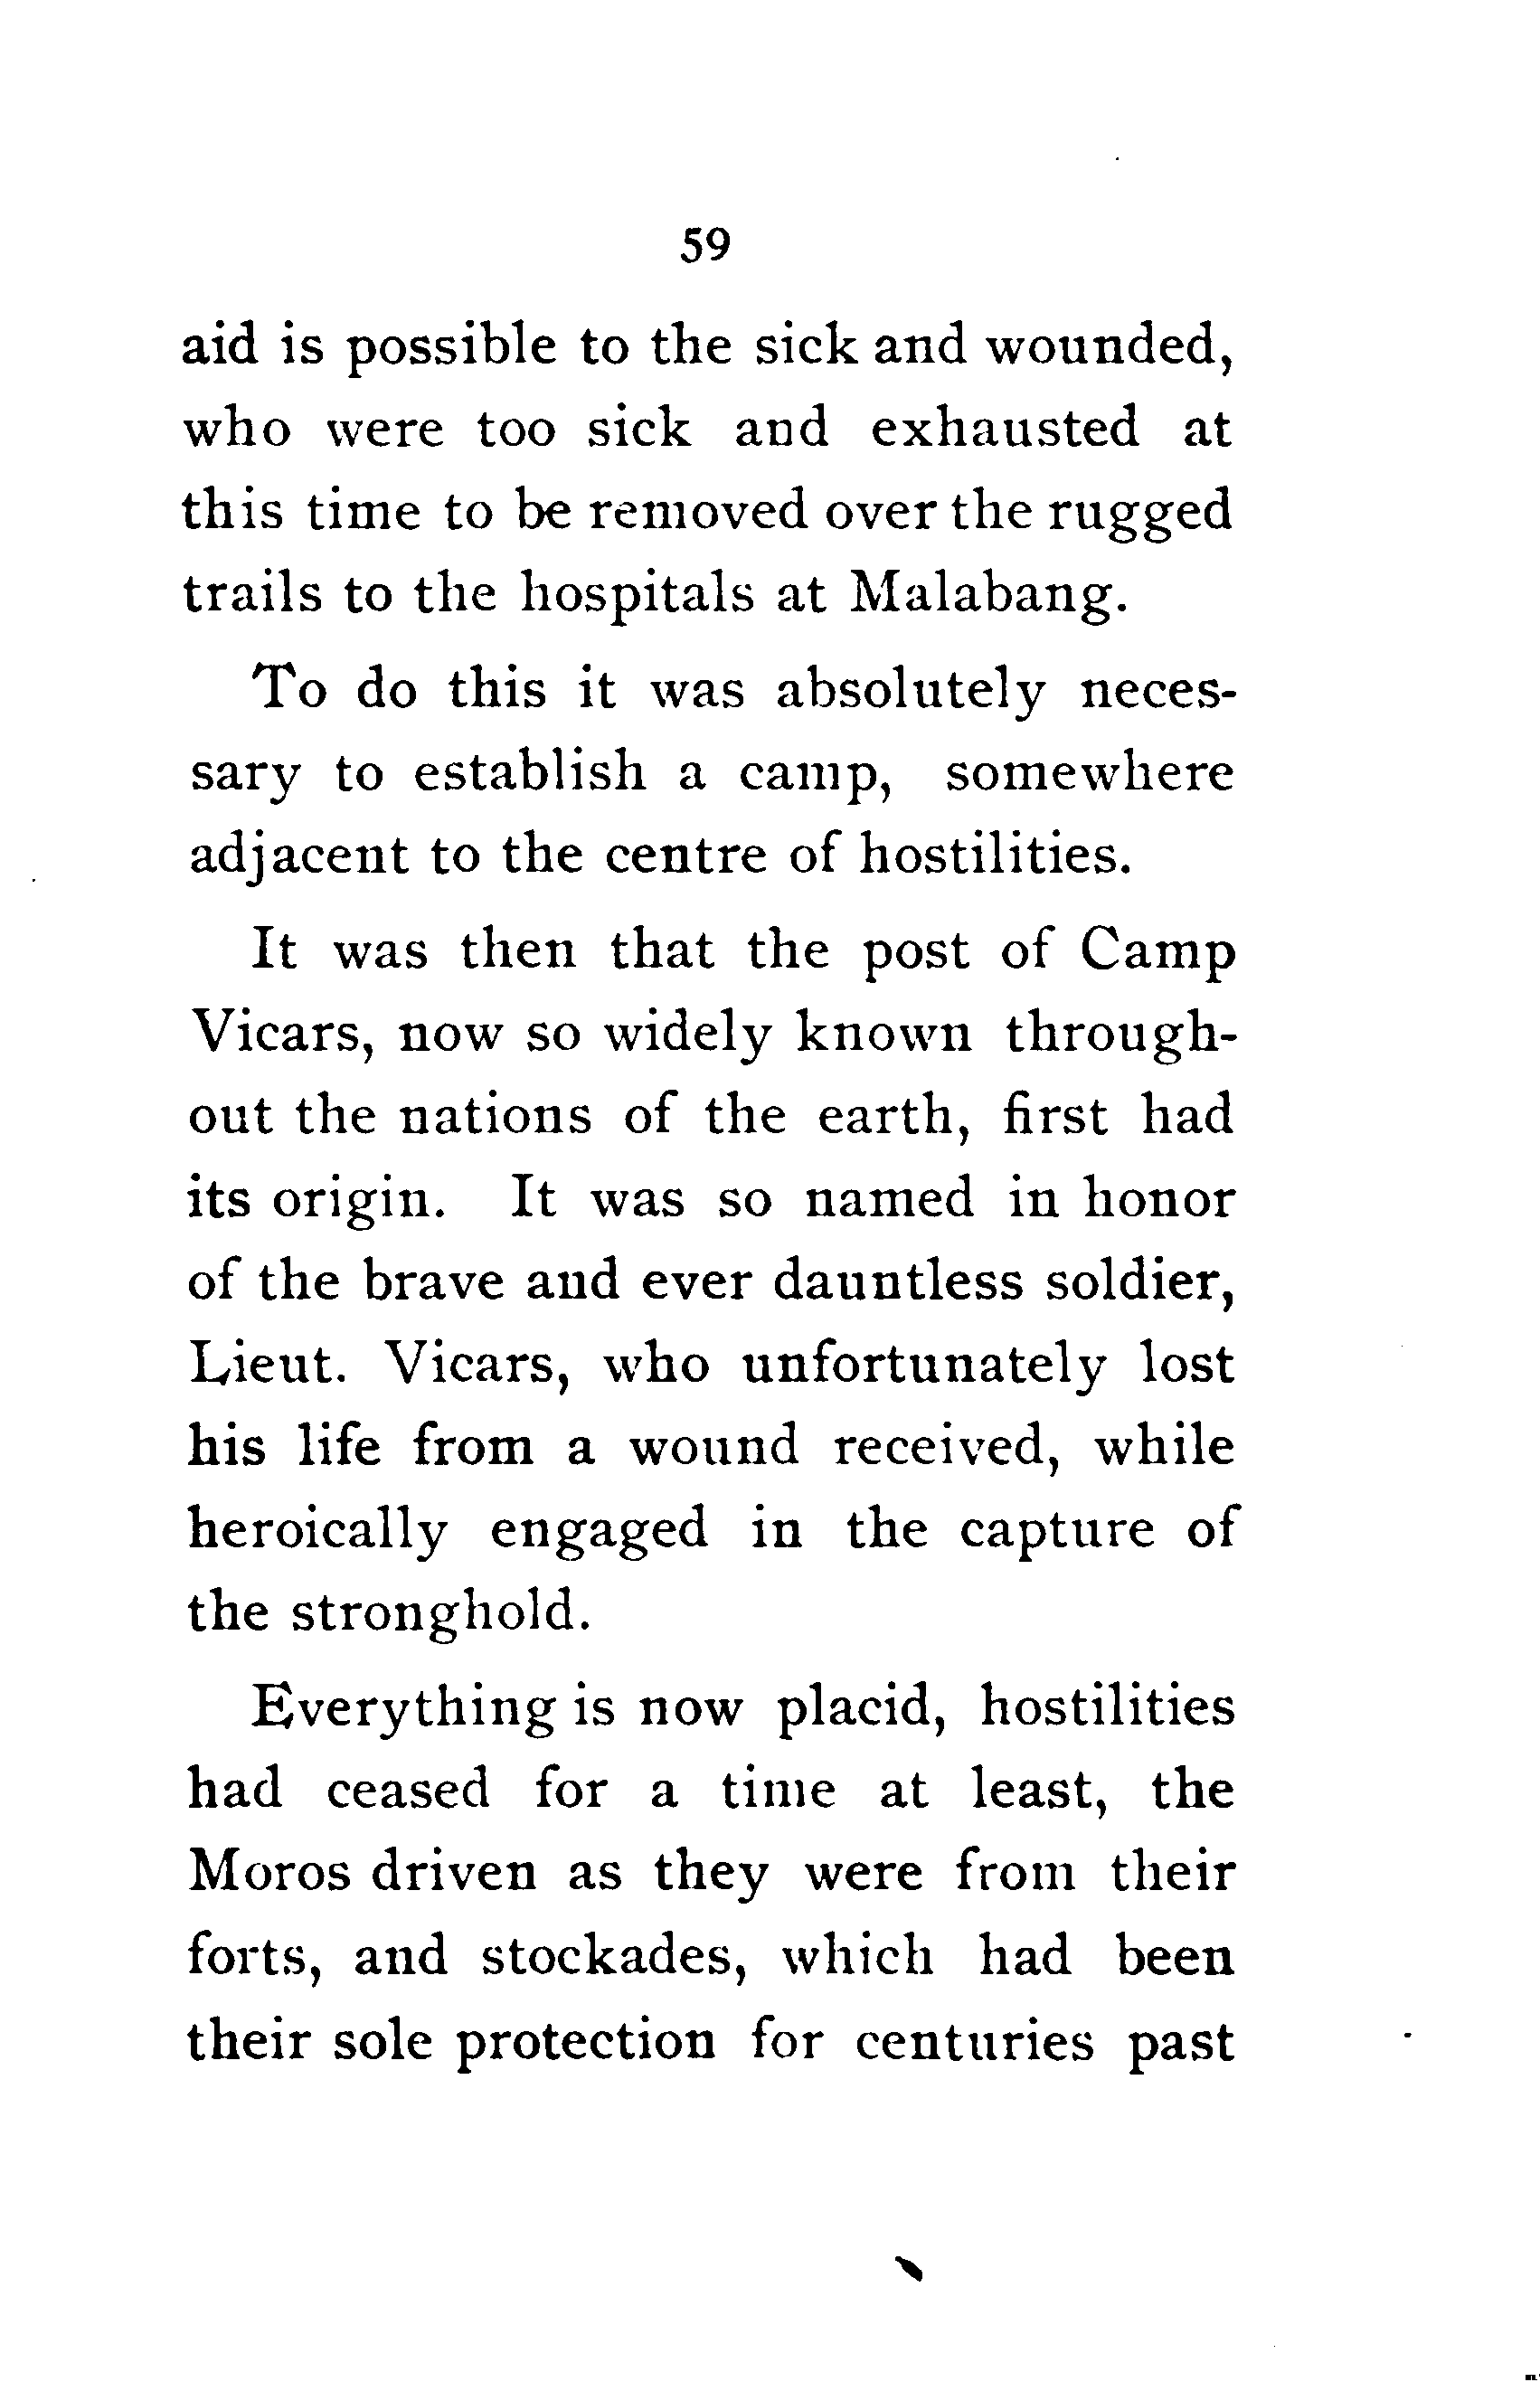 59
aid is possible to the sick and wounded,
who were too sick and exhausted at
this time to be removed over the rugged
trails to the hospitals at Malabang.
To do this it was absolutely neces-
sary to establish a camp, somewhere
adjacent to the centre of hostilities.
It was then that the post of Camp
Vicars, now so widely known through-
out the nations of the earth, first had
its origin. It was so named in honor
of the brave and ever dauntless soldier,
Lieut. Vicars, who unfortunately lost
his life from a wound received, while
heroically engaged in the capture of
the stronghold.
Everything is now placid, hostilities
had ceased for a time at least, the
Moros driven as they were from their
forts, and stockades, which had been
their sole protection for centuries past